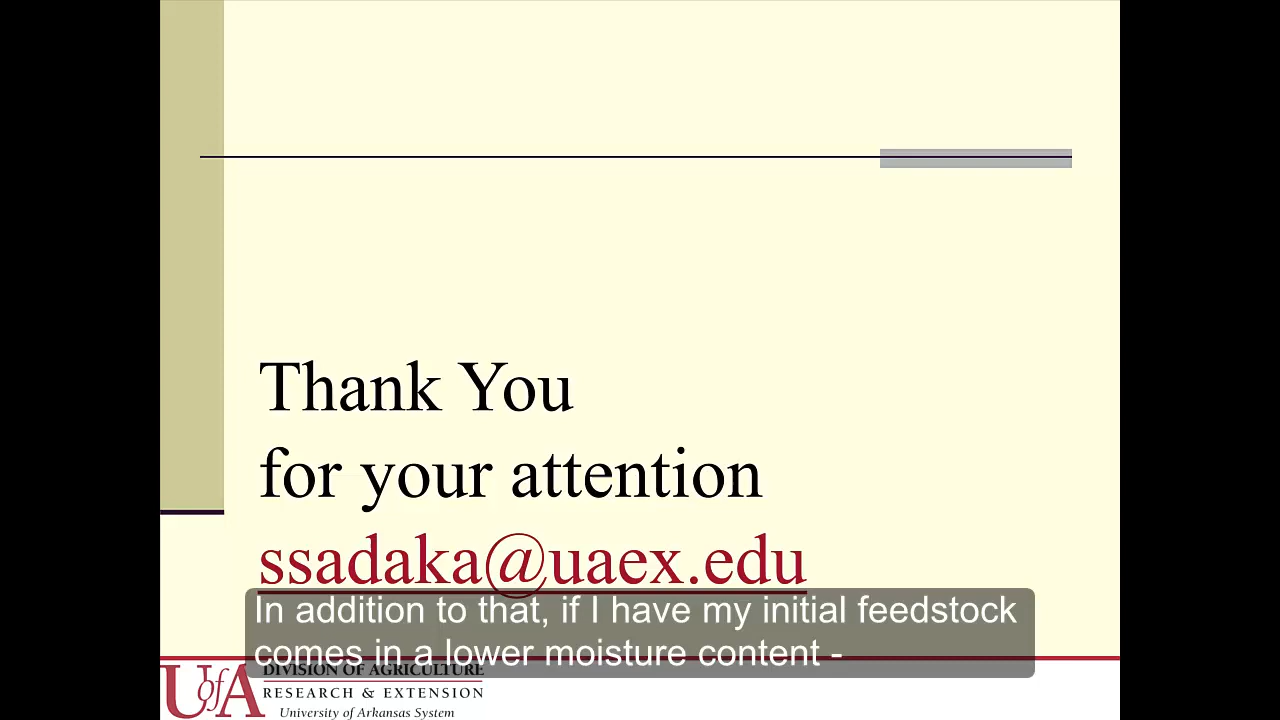 Thank You
for your attention
ssadaka@uaex.edu
In addition to that, if I have my initial feedstock
comes in a lower moisture content -
UofA
DIVISION OF AGRICULTURE
RESEARCH & EXTENSION
University of Arkansas System